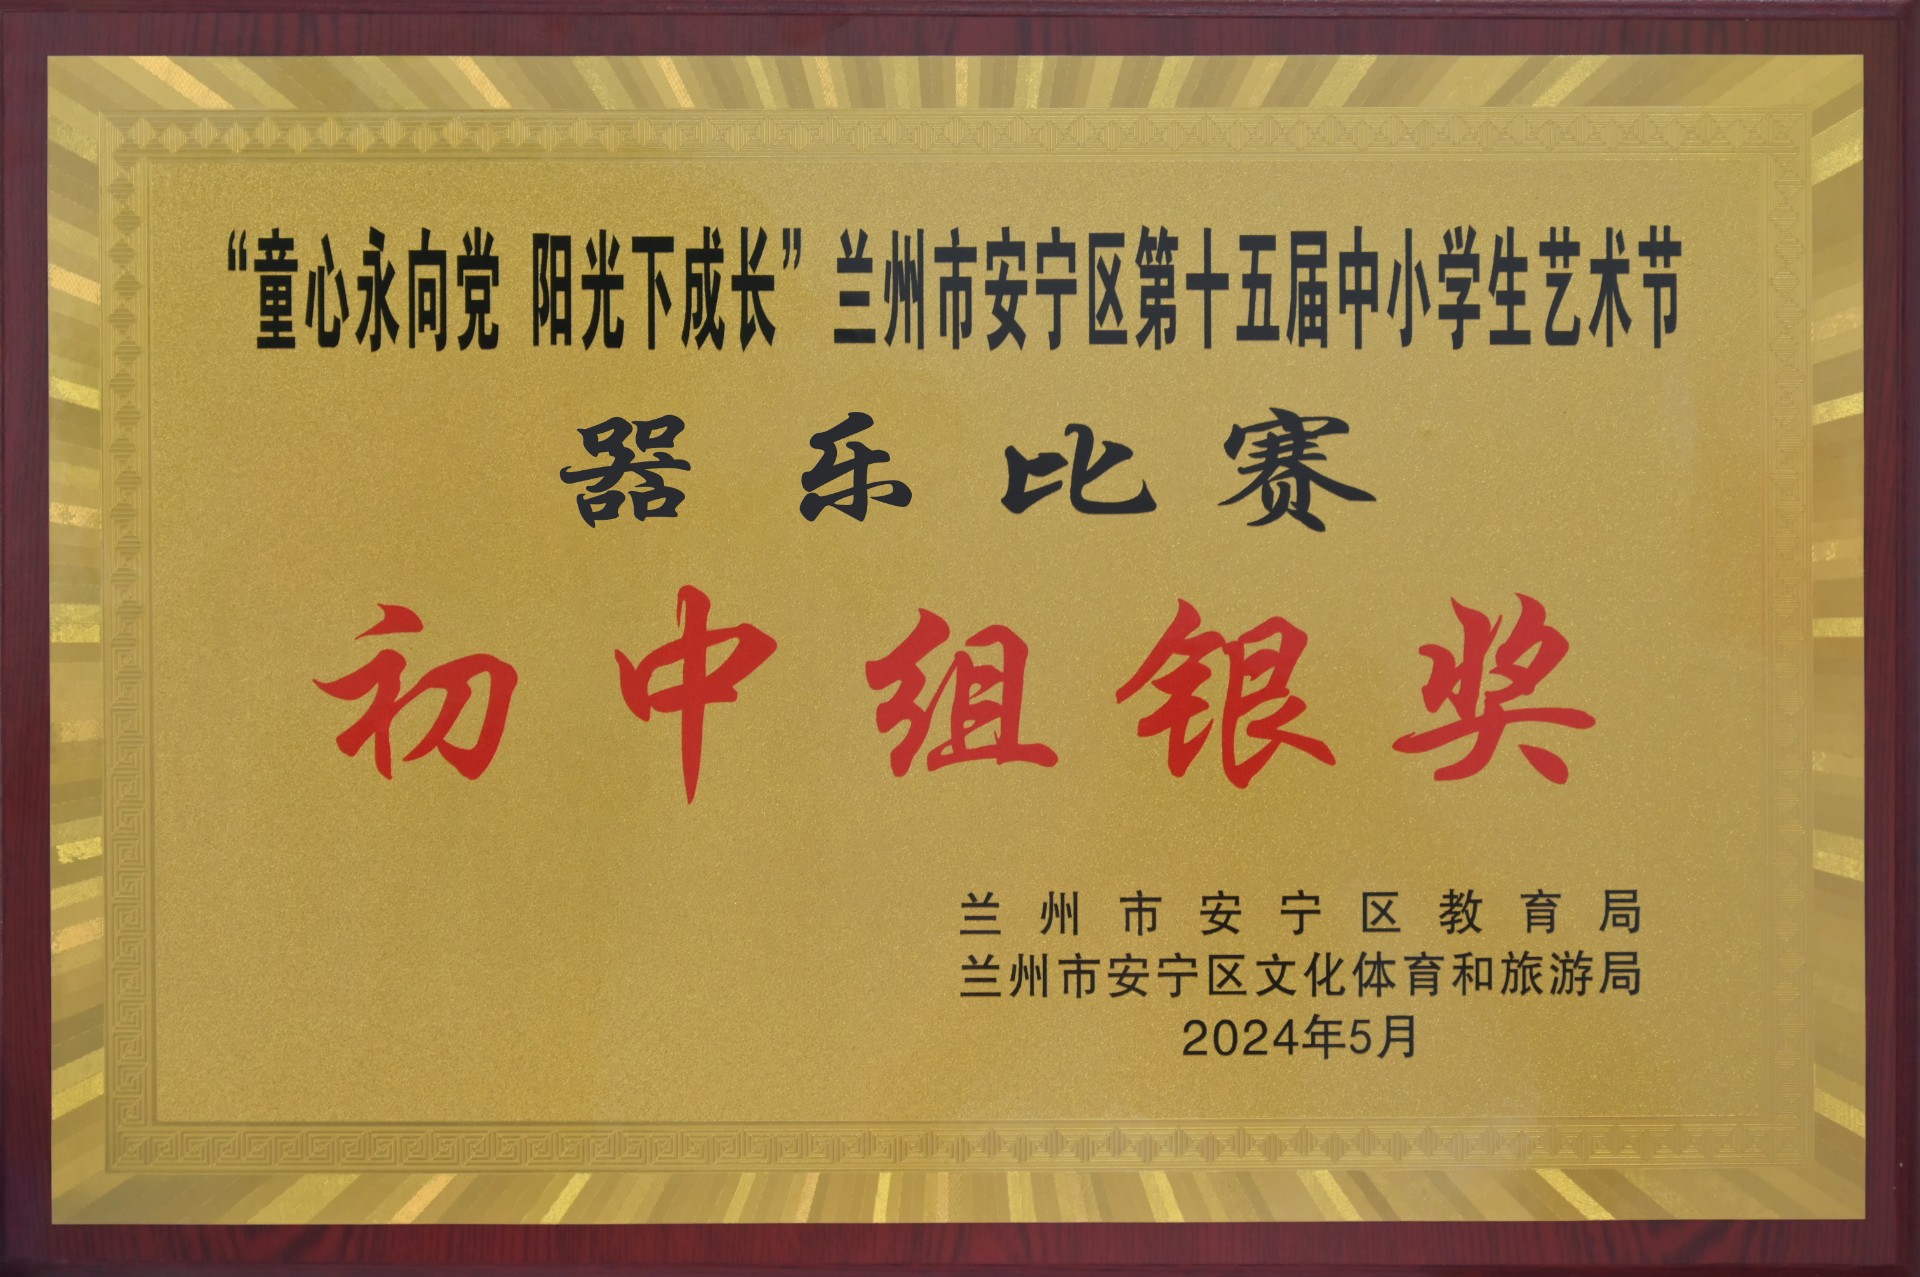 “童心永向党 阳光下成长”兰州市安宁区第十五届中小学生艺术节
器乐比赛
初中组银奖
兰州市安宁区教育局
兰州市安宁区文化体育和旅游局
2024年5月